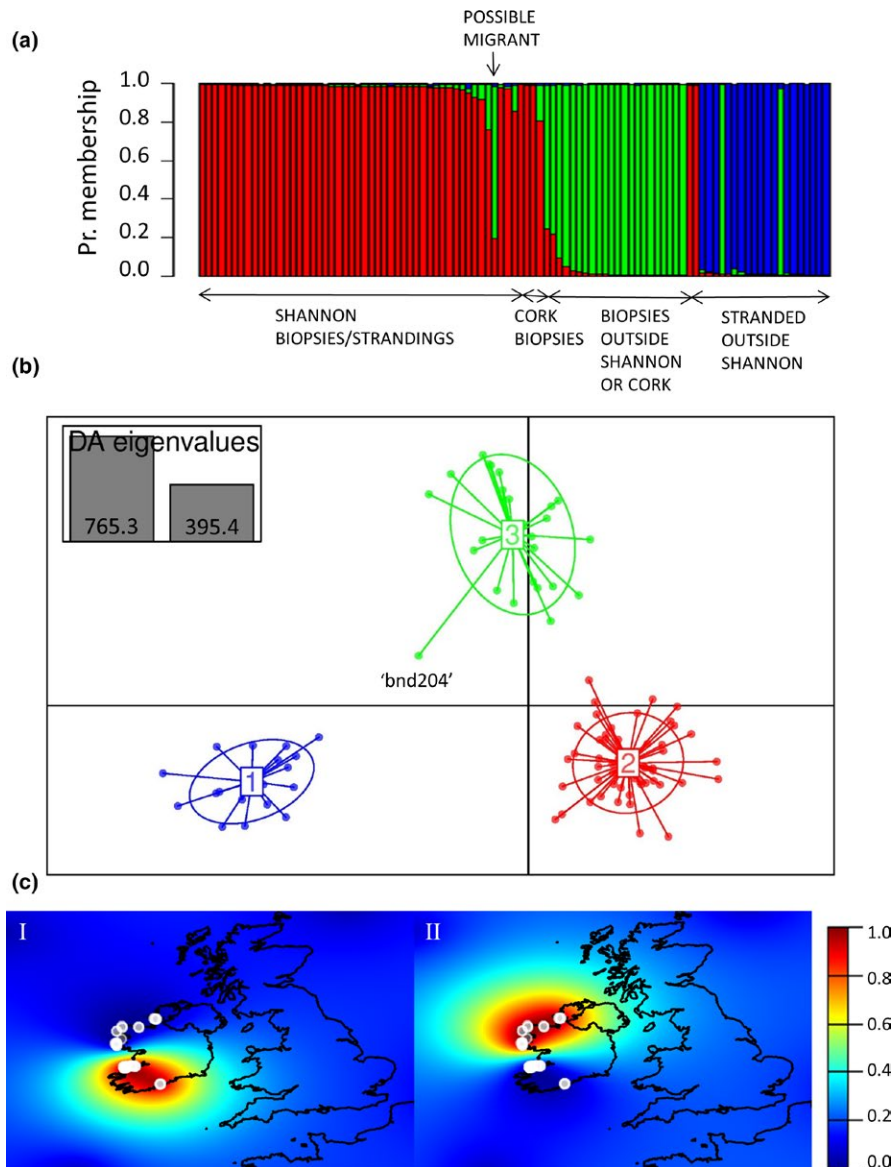 (a)
POSSIBLE
MIGRANT
Pr. membership
1.0
0.8
0.6
0.4
0.2
0.0
SHANNON
BIOPSIES/STRANDINGS
CORK
BIOPSIES
BIOPSIES
OUTSIDE
SHANNON
OR CORK
STRANDED
OUTSIDE
SHANNON
(b)
DA eigenvalues
765.3
395.4
3
'bnd204'
1
2
(c)
I
II
1.0
0.8
0.6
0.4
0.2
0.0